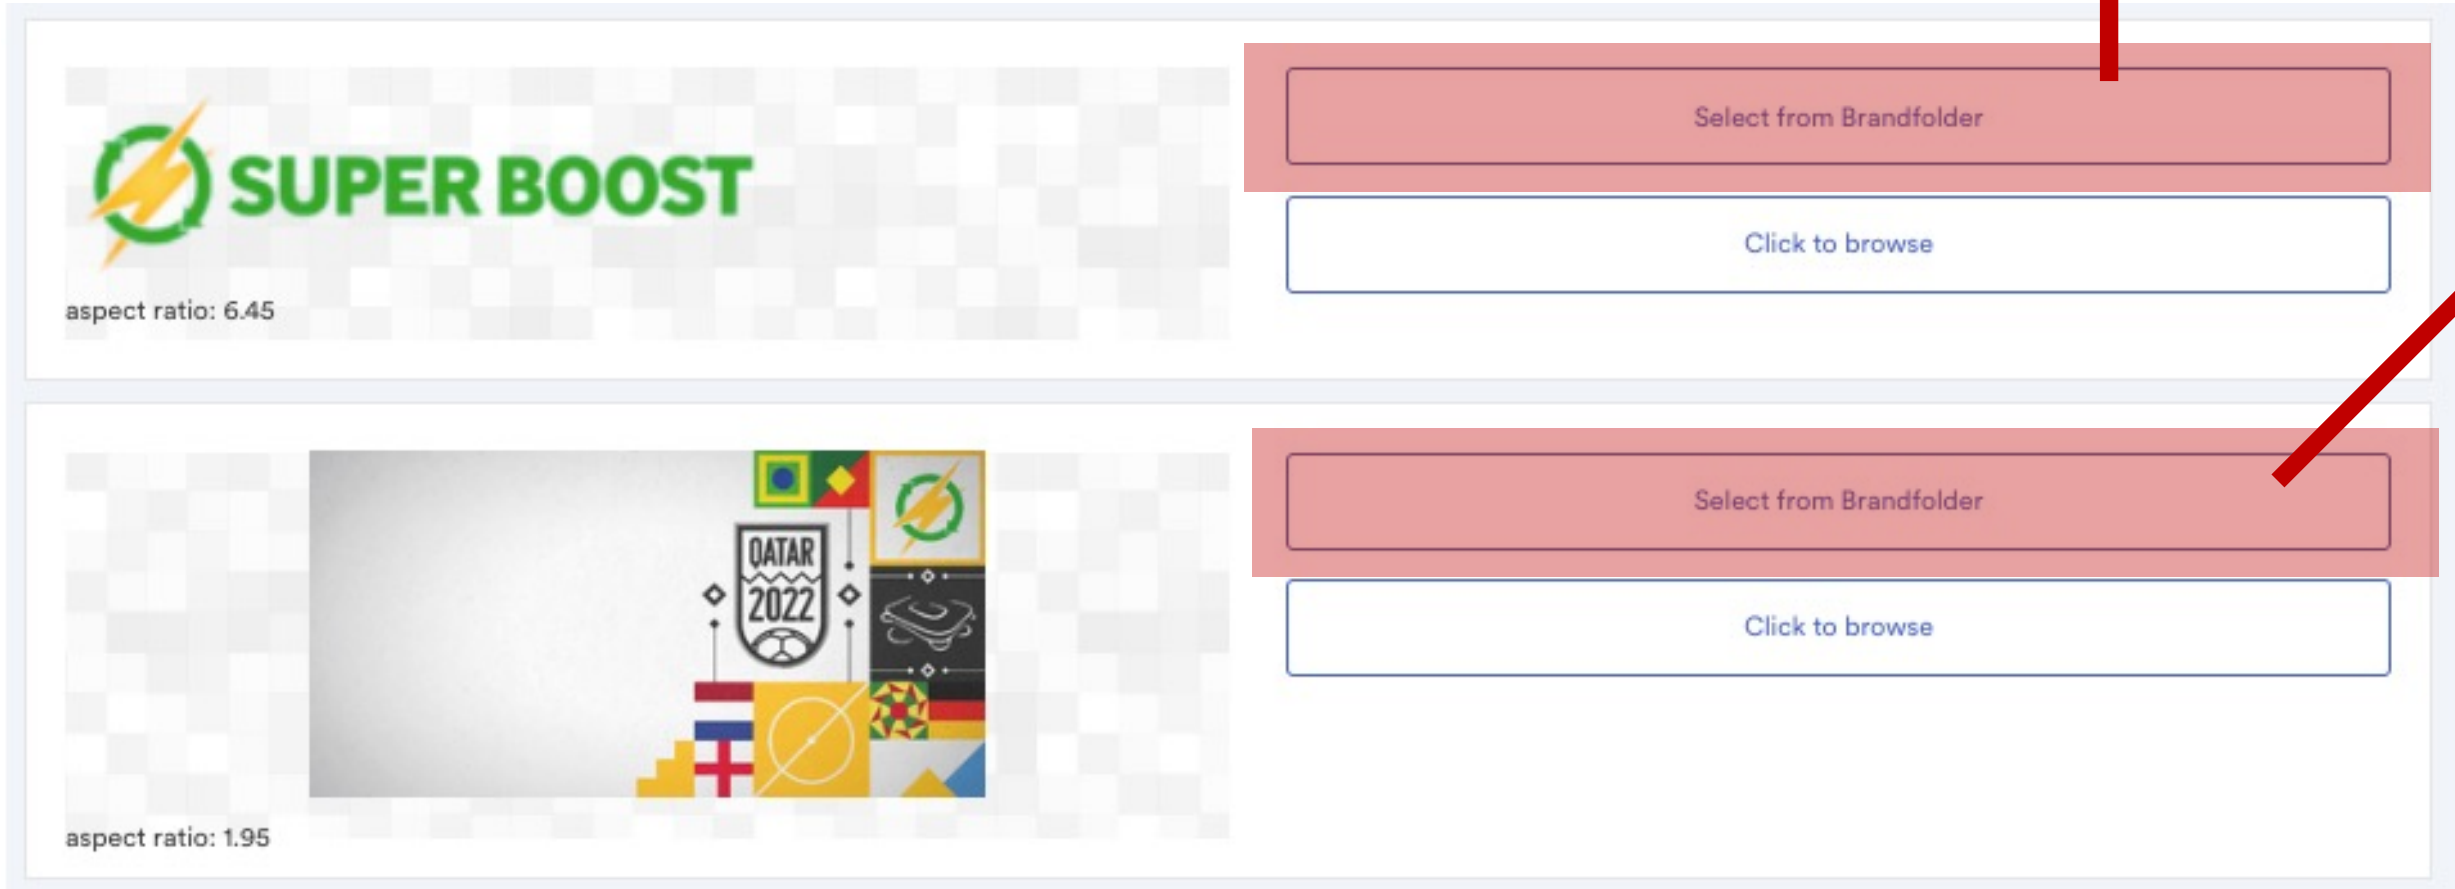 SUPER BOOST
aspect ratio: 6.45
Select from Brandfolder
Click to browse
QATAR
2022
aspect ratio: 1.95
Select from Brandfolder
Click to browse